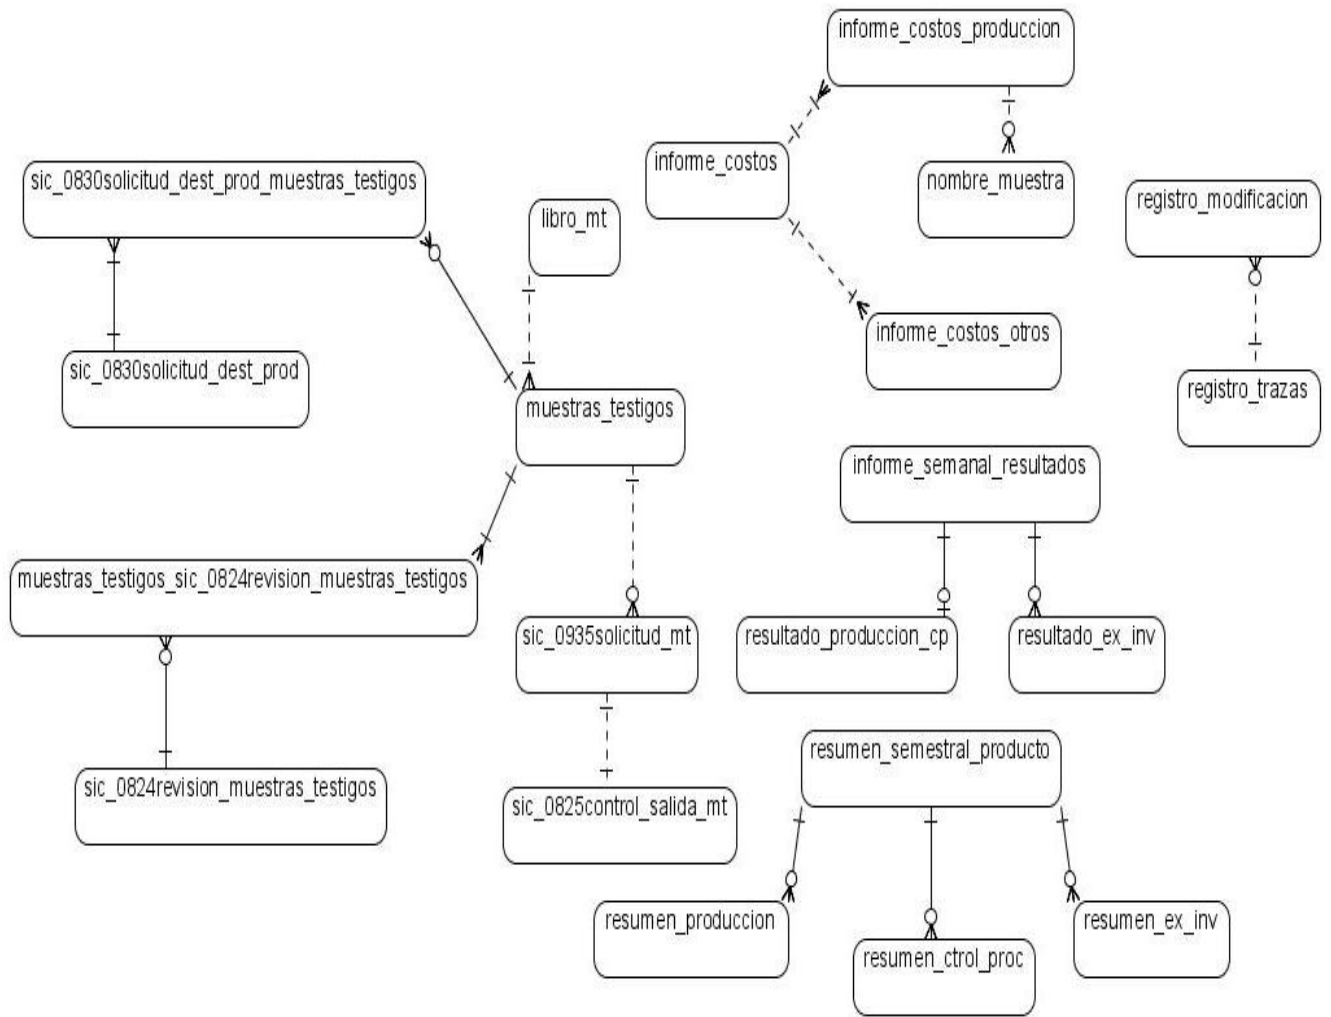 informe_costos_produccion
informe_costos
nombre_muestra
sic_0830solicitud_dest_prod_muestras_testigos
libro_mt
registro_modificacion
informe_costos_otros
sic_0830solicitud_dest_prod
registro_trazas
muestras_testigos
informe_semanal_resultados
muestras_testigos_sic_0824revision_muestras_testigos
sic_0935solicitud_mt
resultado_produccion_cp
resultado_ex_inv
resumen_semestral_producto
sic_0824revision_muestras_testigos
sic_0825control_salida_mt
resumen_produccion
resumen_ex_inv
resumen_ctrol_proc